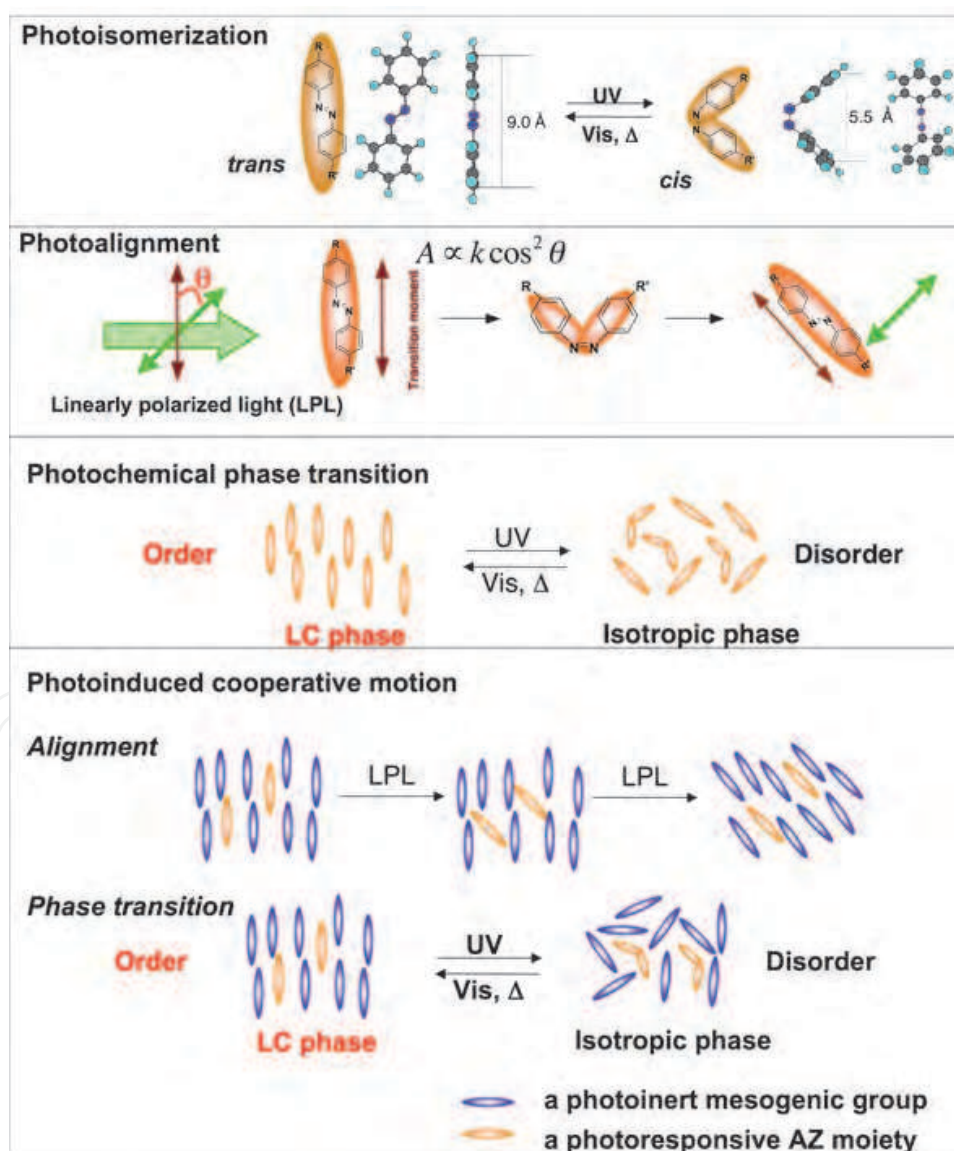 Photoisomerization
R
N
N
R'
trans
9.0 Å
UV
Vis, Δ
R
N
N
R'
cis
5.5 Å
Photoalignment
θ
Linearly polarized light (LPL)
R
N
N
R'
Transition moment
A ∝ k cos² θ
R
R'
N=N
R
N
N
R'
Photochemical phase transition
Order
LC phase
UV
Vis, Δ
Disorder
Isotropic phase
Photoinduced cooperative motion
Alignment
LPL
LPL
Phase transition
Order
LC phase
UV
Vis, Δ
Disorder
Isotropic phase
a photoinert mesogenic group
a photoresponsive AZ moiety